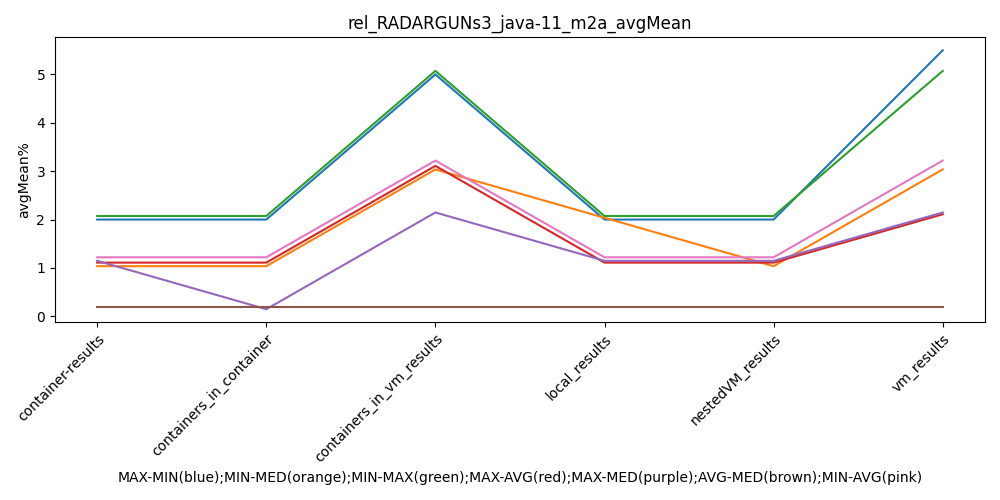 rel_RADARGUNs3_java-11_m2a_avgMean
avgMean%
5
4
3
2
1
0
container-results
containers_in_container
containers_in_vm_results
local_results
nestedVM_results
vm_results
MAX-MIN(blue);MIN-MED(orange);MIN-MAX(green);MAX-AVG(red);MAX-MED(purple);AVG-MED(brown);MIN-AVG(pink)